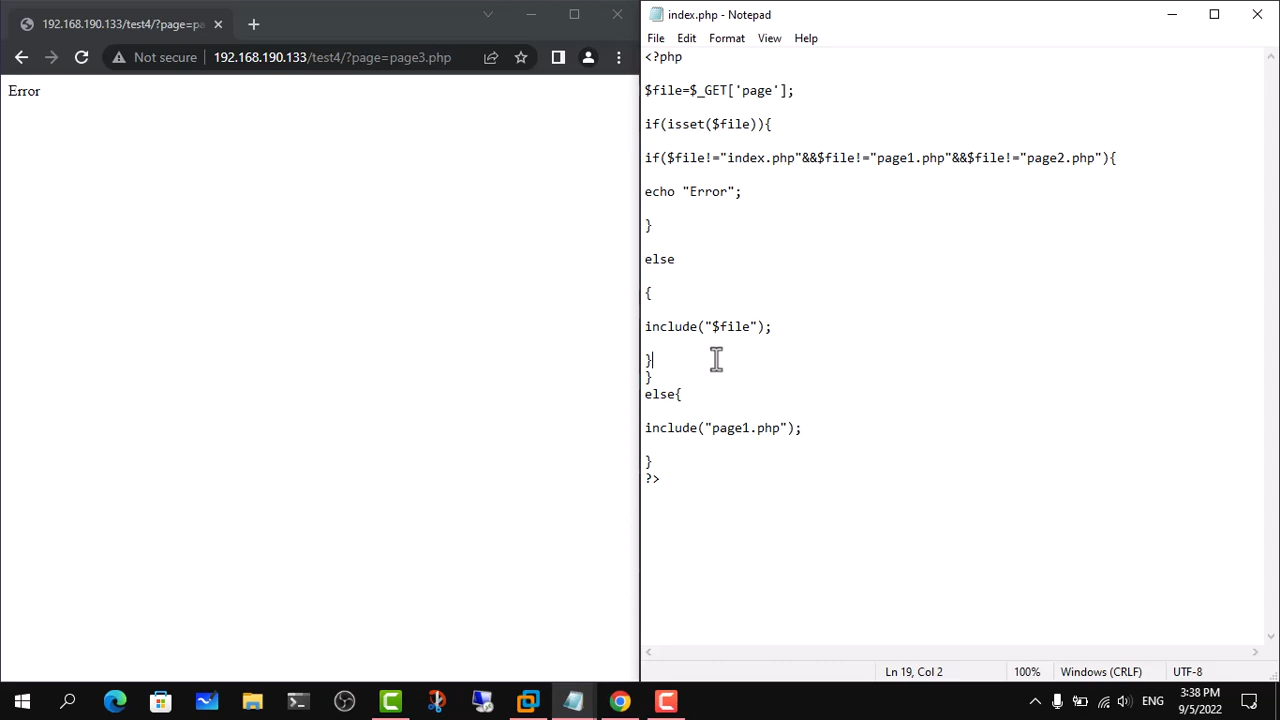 192.168.190.133/test4/?page=pa
Not secure
192.168.190.133/test4/?page=page3.php
Error
index.php - Notepad
File Edit Format View Help
<?php
$file=$_GET['page'];
if(isset($file)){
if($file!="index.php"&&$file!="page1.php"&&$file!="page2.php"){
echo "Error";
}
else
{
include("$file");
}
}
else{
include("page1.php");
}
?>
Ln 19, Col 2
100%
Windows (CRLF)
UTF-8
ENG
3:38 PM
9/5/2022